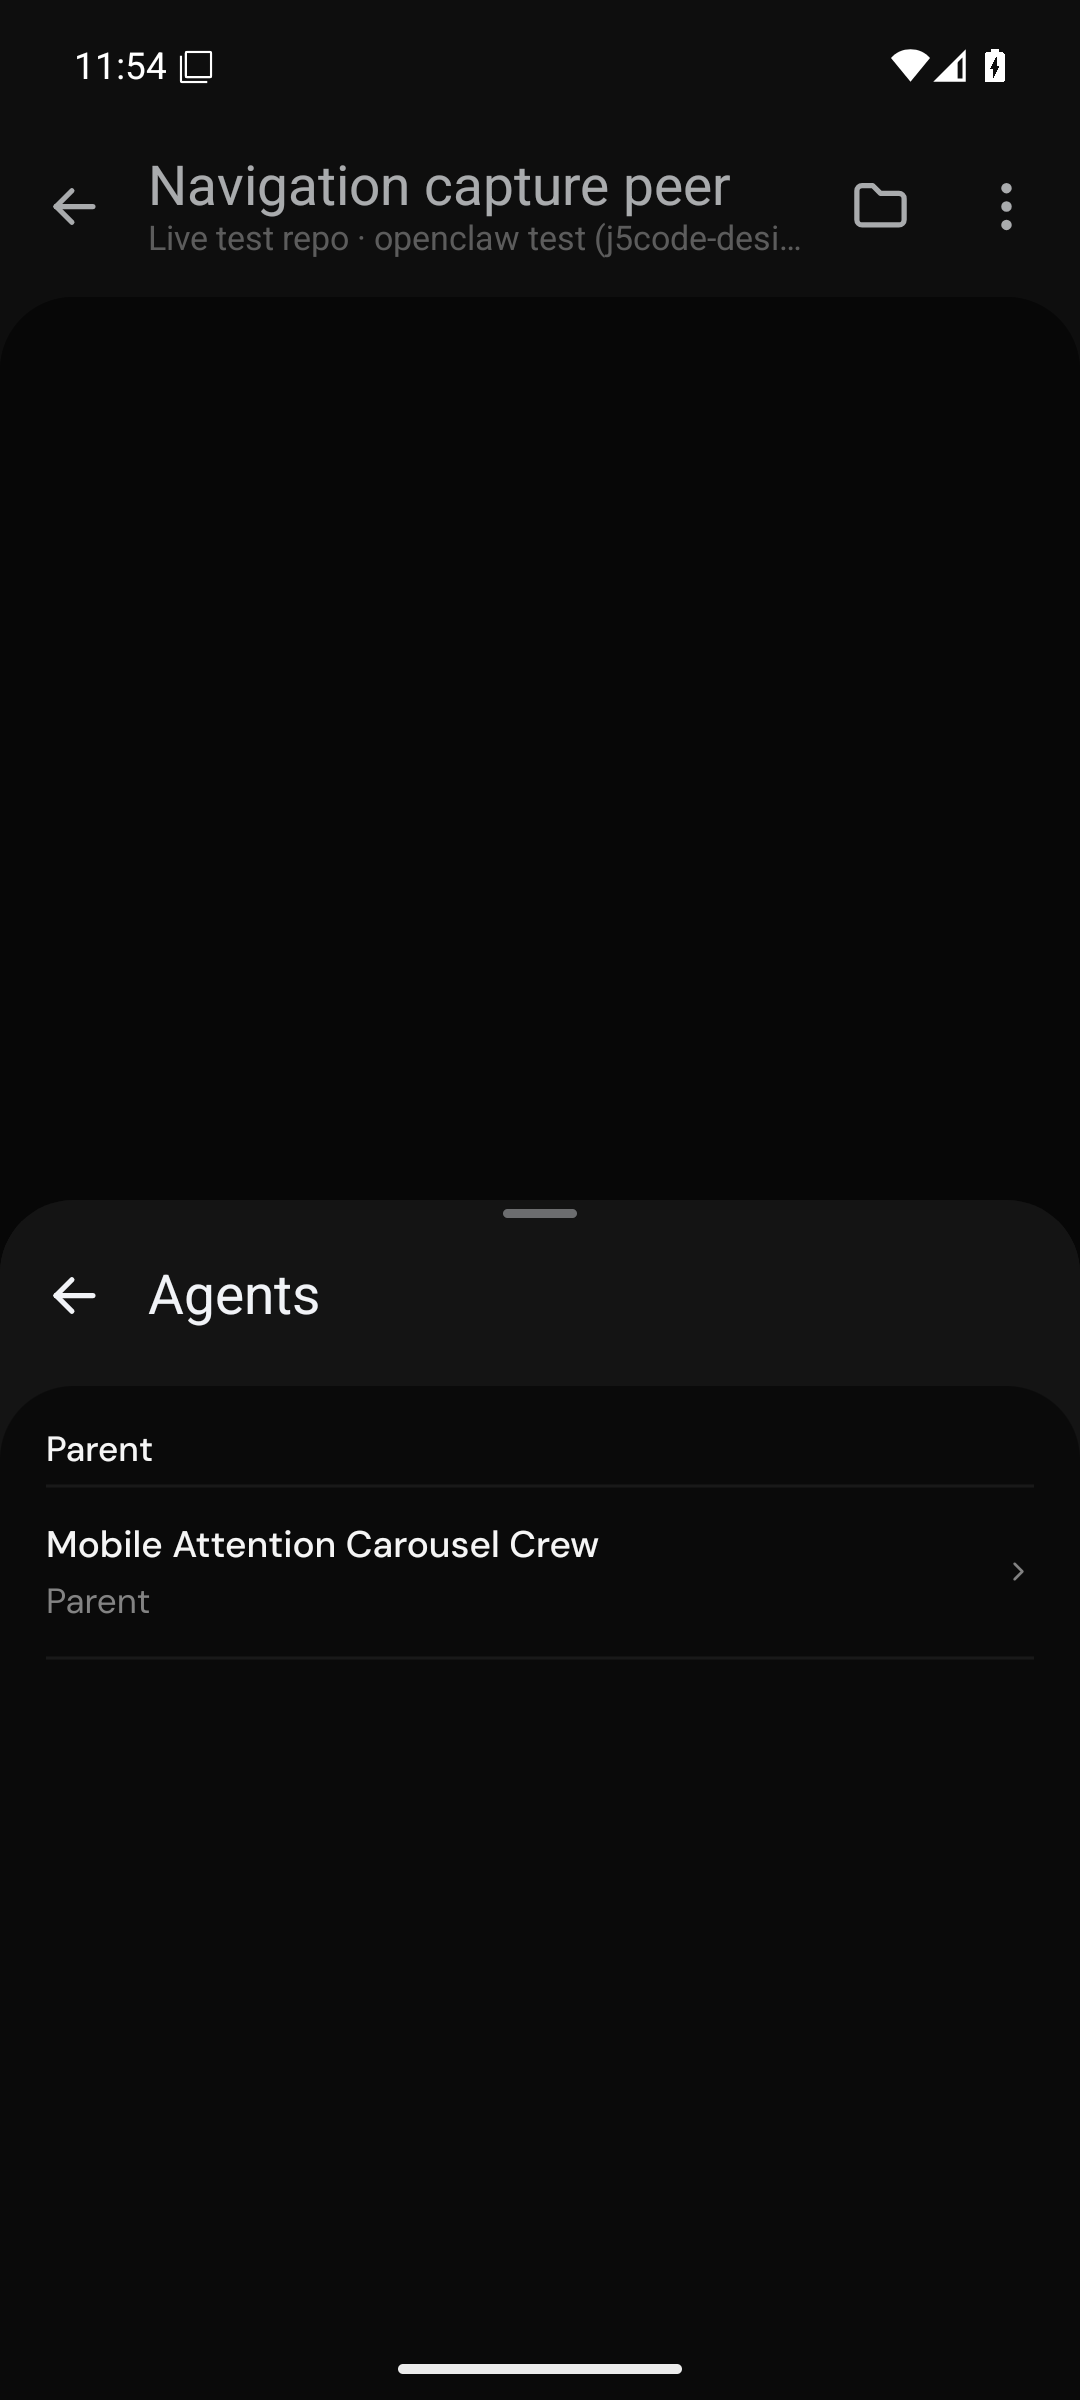 11:54
Navigation capture peer
Live test repo · openclaw test (j5code-desi…
Agents
Parent
Mobile Attention Carousel Crew
Parent